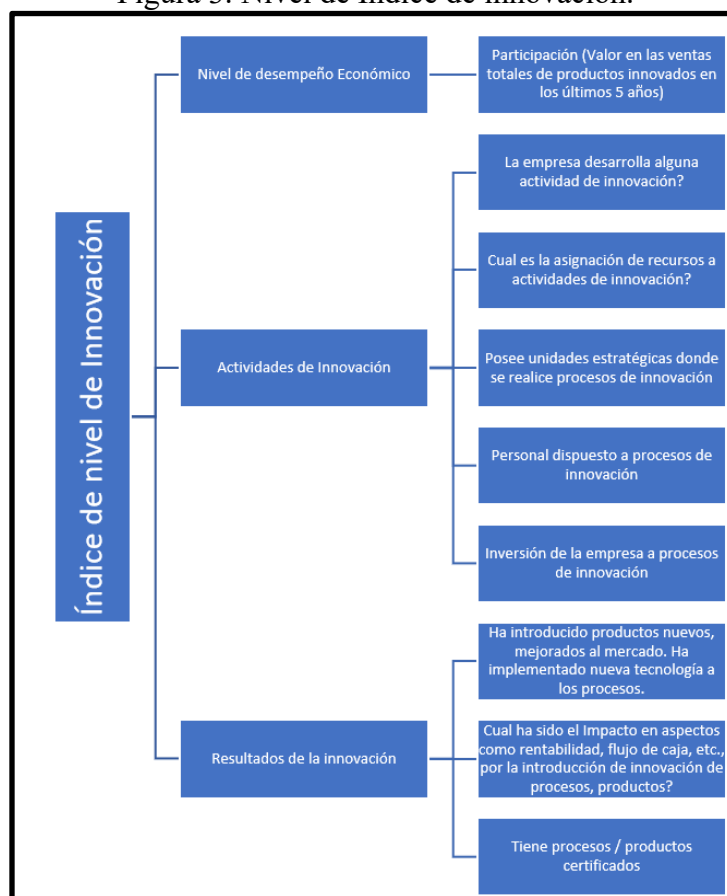 Figura 3. Nivel de Índice de innovación.
Índice de nivel de Innovación
Nivel de desempeño Económico
Participación (Valor en las ventas
totales de productos innovados en
los últimos 5 años)
Actividades de Innovación
La empresa desarrolla alguna
actividad de innovación?
Cual es la asignación de recursos a
actividades de innovación?
Posee unidades estratégicas donde
se realice procesos de innovación
Personal dispuesto a procesos de
innovación
Inversión de la empresa a procesos
de innovación
Resultados de la innovación
Ha introducido productos nuevos,
mejorados al mercado. Ha
implementado nueva tecnología a
los procesos.
Cual ha sido el Impacto en aspectos
como rentabilidad, flujo de caja, etc.,
por la introducción de innovación de
procesos, productos?
Tiene procesos / productos
certificados